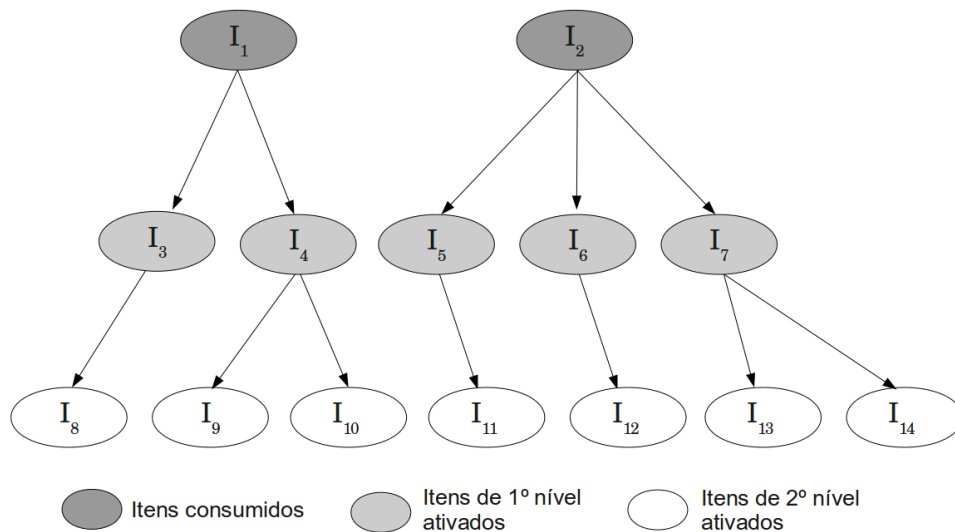 I1 I2
I3 I4 I5 I6 I7
I8 I9 I10 I11 I12 I13 I14
Itens consumidos
Itens de 1º nível
ativados
Itens de 2º nível
ativados